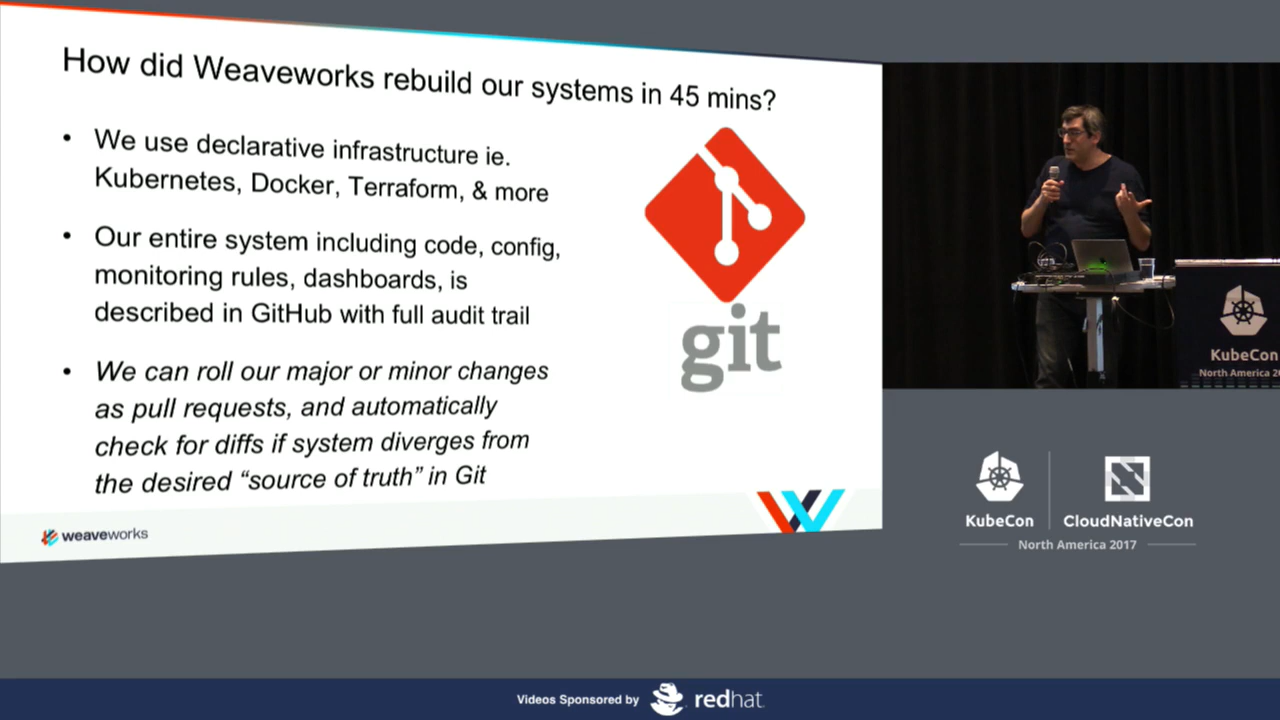 How did Weaveworks rebuild our systems in 45 mins?
• We use declarative infrastructure ie.
Kubernetes, Docker, Terraform, & more
• Our entire system including code, config,
monitoring rules, dashboards, is
described in GitHub with full audit trail
• We can roll our major or minor changes
as pull requests, and automatically
check for diffs if system diverges from
the desired “source of truth” in Git
git
weaveworks
KubeCon
North America 2
KubeCon
CloudNativeCon
North America 2017
Videos Sponsored by
redhat